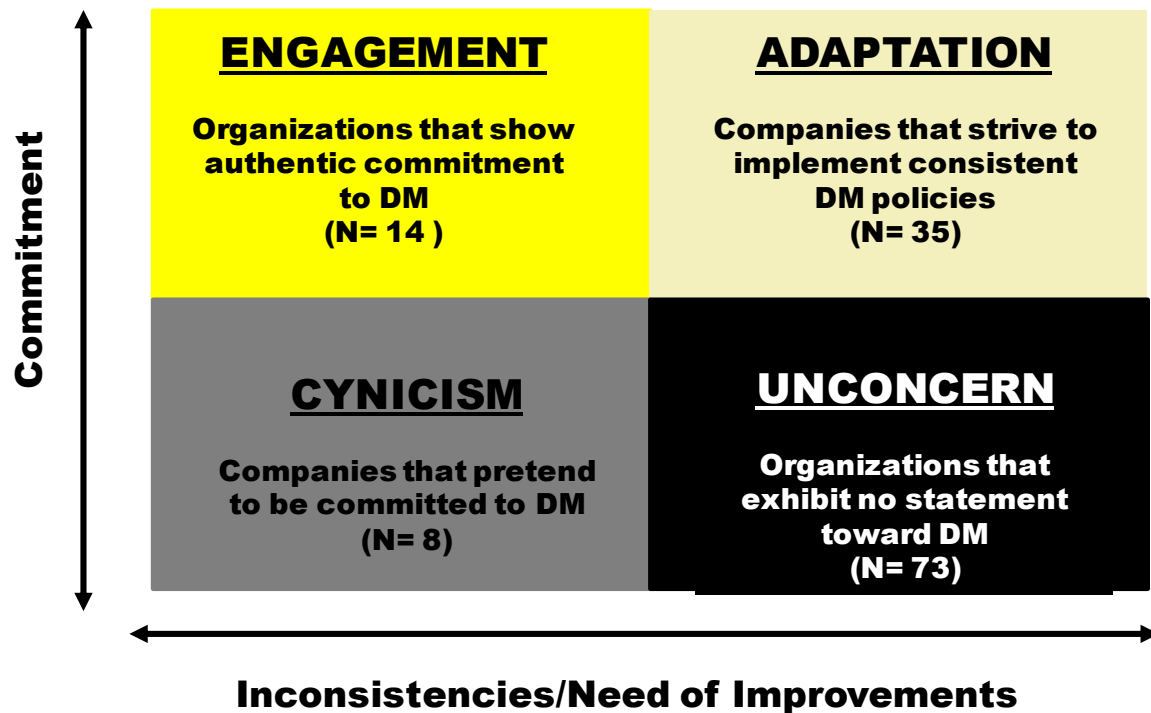 Commitment
ENGAGEMENT
Organizations that show
authentic commitment
to DM
(N= 14 )
ADAPTATION
Companies that strive to
implement consistent
DM policies
(N= 35)
CYNICISM
Companies that pretend
to be committed to DM
(N= 8)
UNCONCERN
Organizations that
exhibit no statement
toward DM
(N= 73)
Inconsistencies/Need of Improvements